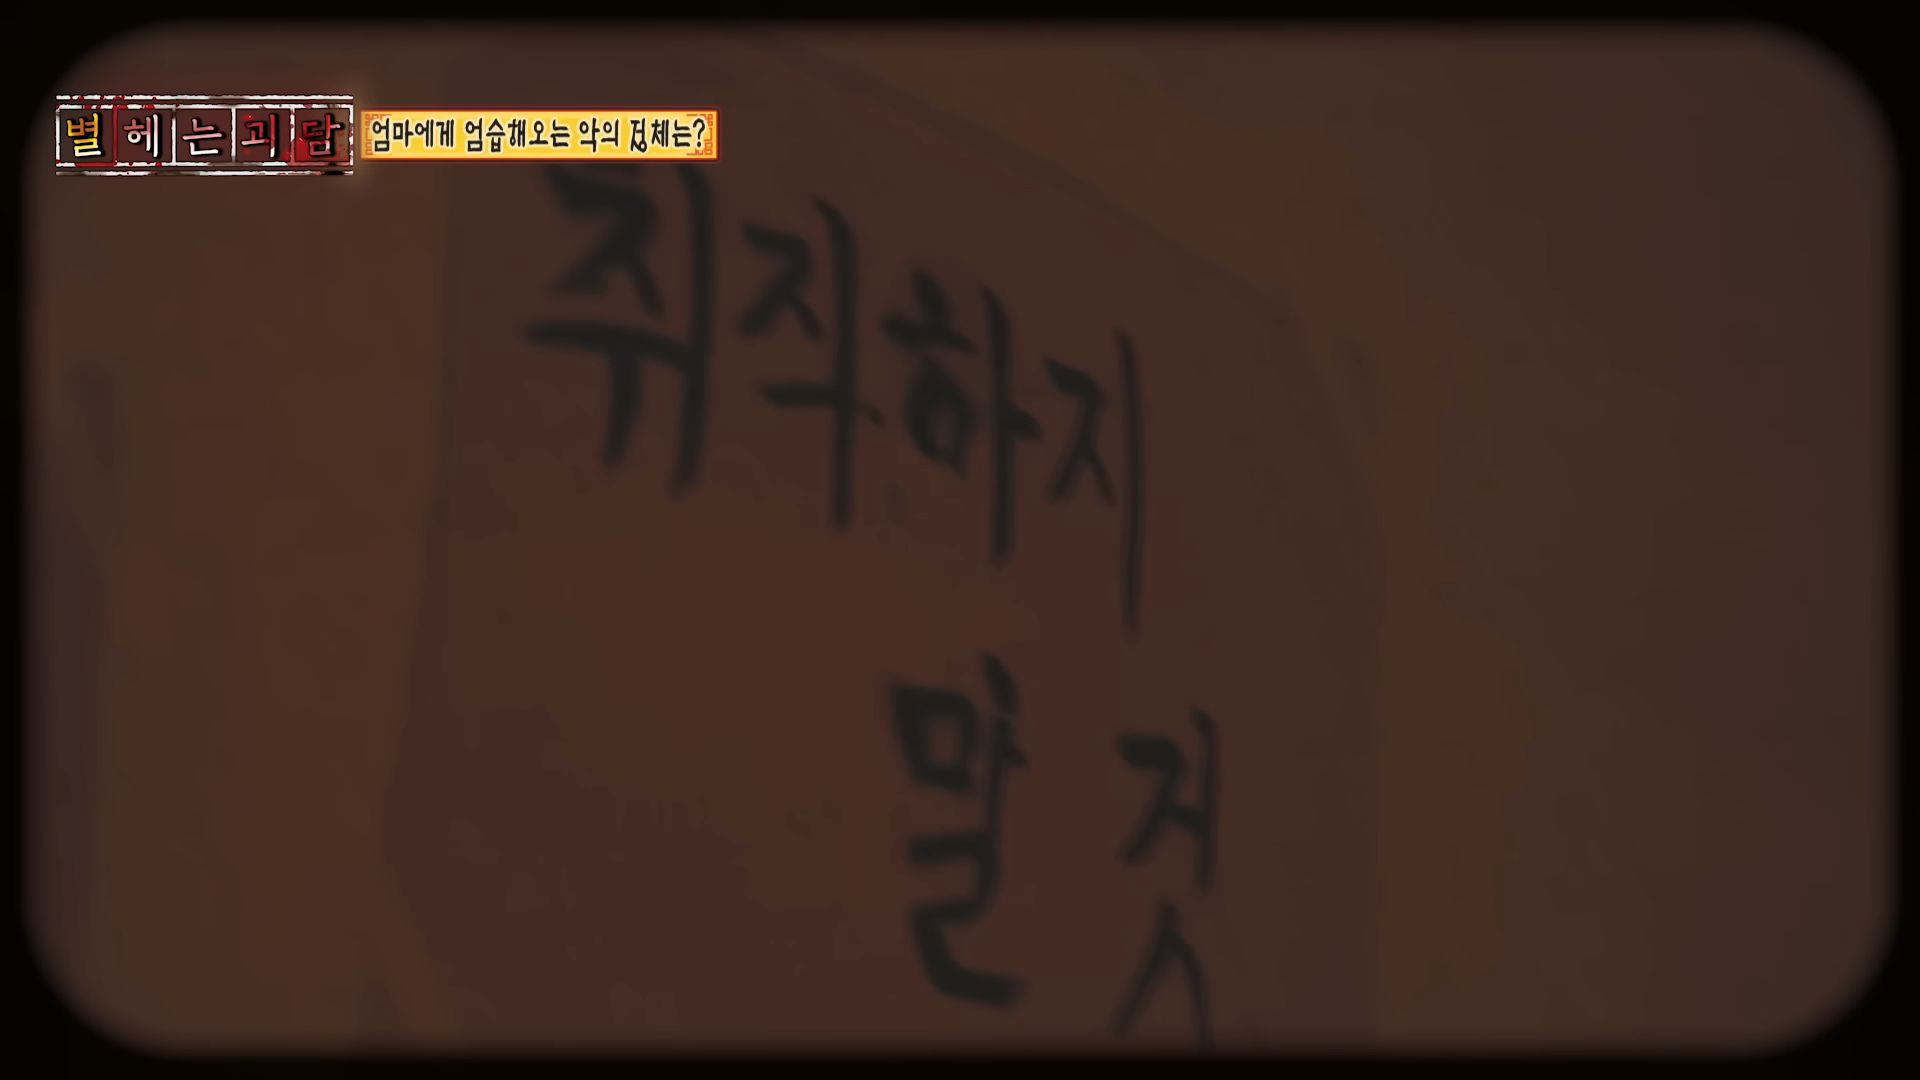 별헤는괴담
엄마에게 엄습해오는 악의 정체는?
취직하지
말 것